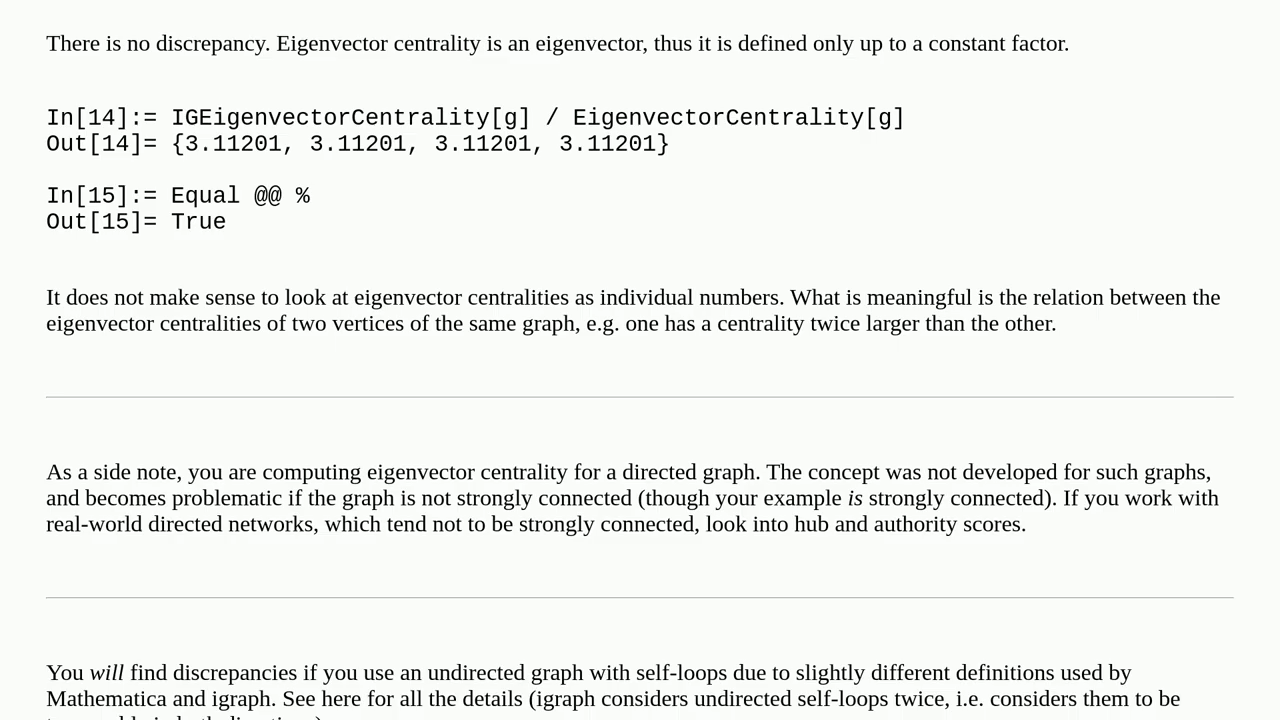 There is no discrepancy. Eigenvector centrality is an eigenvector, thus it is defined only up to a constant factor.
In[14]:= IGEigenvectorCentrality[g] / EigenvectorCentrality[g]
Out[14]= {3.11201, 3.11201, 3.11201, 3.11201}
In[15]:= Equal @@ %
Out[15]= True
It does not make sense to look at eigenvector centralities as individual numbers. What is meaningful is the relation between the
eigenvector centralities of two vertices of the same graph, e.g. one has a centrality twice larger than the other.
As a side note, you are computing eigenvector centrality for a directed graph. The concept was not developed for such graphs,
and becomes problematic if the graph is not strongly connected (though your example is strongly connected). If you work with
real-world directed networks, which tend not to be strongly connected, look into hub and authority scores.
You will find discrepancies if you use an undirected graph with self-loops due to slightly different definitions used by
Mathematica and igraph. See here for all the details (igraph considers undirected self-loops twice, i.e. considers them to be